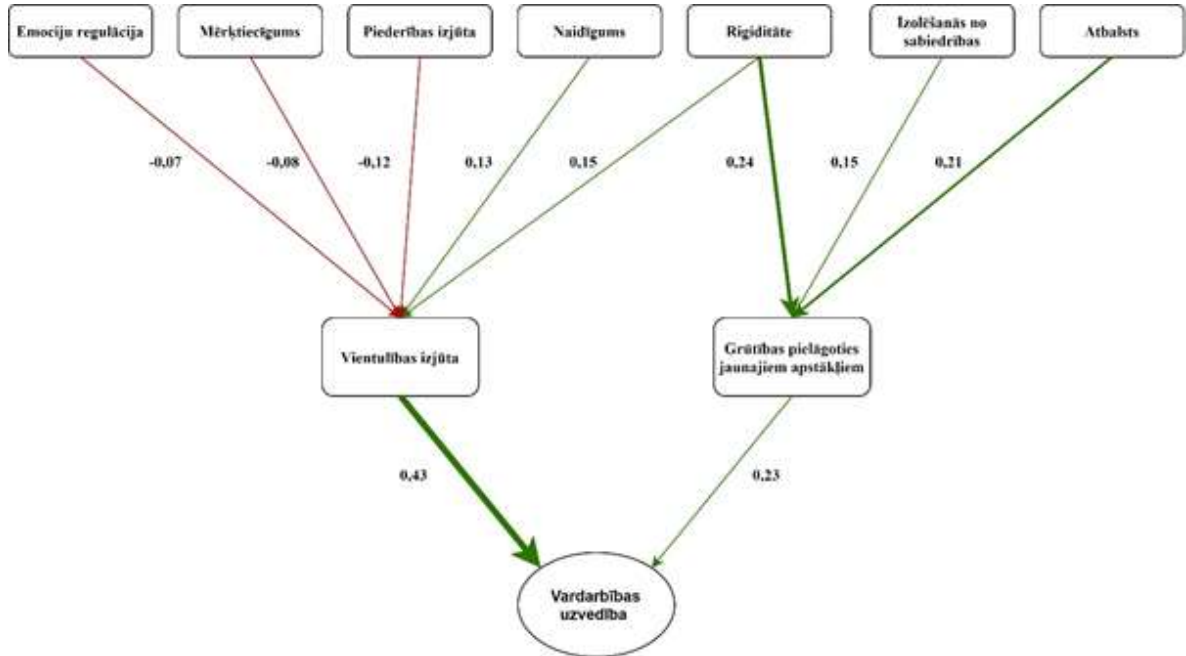 Emociju regulācija
Mērķtiecīgums
Piederības izjūta
Naidīgums
Rigiditāte
Izolēšanās no
sabiedrības
Atbalsts
-0,07
-0,08
-0,12
0,13
0,15
0,24
0,15
0,21
Vientulības izjūta
Grūtības pielāgoties
jaunajiem apstākļiem
0,43
0,23
Vardarbības
uzvedība